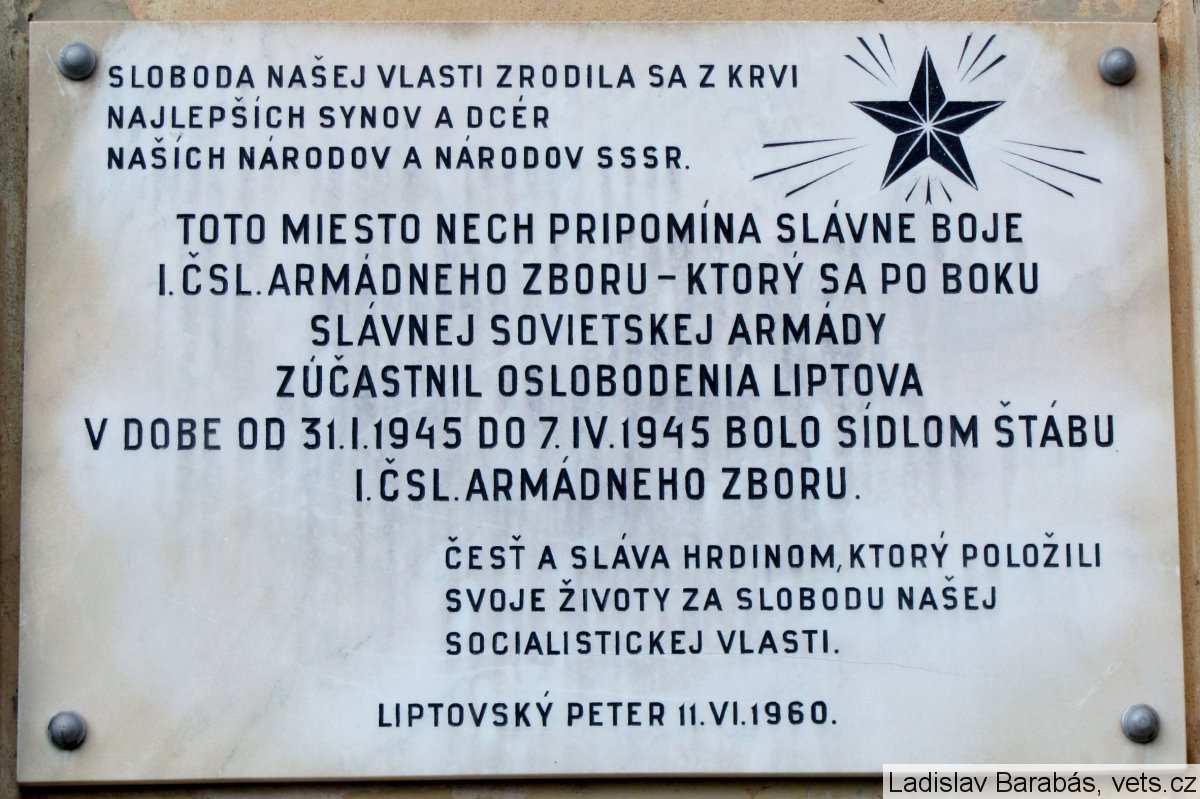 SLOBODA NAŠEJ VLASTI ZRODILA SA Z KRVI
NAJLEPŠÍCH SYNOV A DCÉR
NAŠÍCH NÁRODOV A NÁRODOV SSSR.
TOTO MIESTO NECH PRIPOMÍNA SLÁVNE BOJE
I. ČSL. ARMÁDNEHO ZBORU – KTORÝ SA PO BOKU
SLÁVNEJ SOVIETSKEJ ARMÁDY
ZÚČASTNIL OSLOBODENIA LIPTOVA
V DOBE OD 31.I.1945 DO 7.IV.1945 BOLO SÍDLOM ŠTÁBU
I. ČSL. ARMÁDNEHO ZBORU.
ČESŤ A SLÁVA HRDINOM, KTORÝ POLOŽILI
SVOJE ŽIVOTY ZA SLOBODU NAŠEJ
SOCIALISTICKEJ VLASTI.
LIPTOVSKÝ PETER 11.VI.1960.
Ladislav Barabás, vets.cz